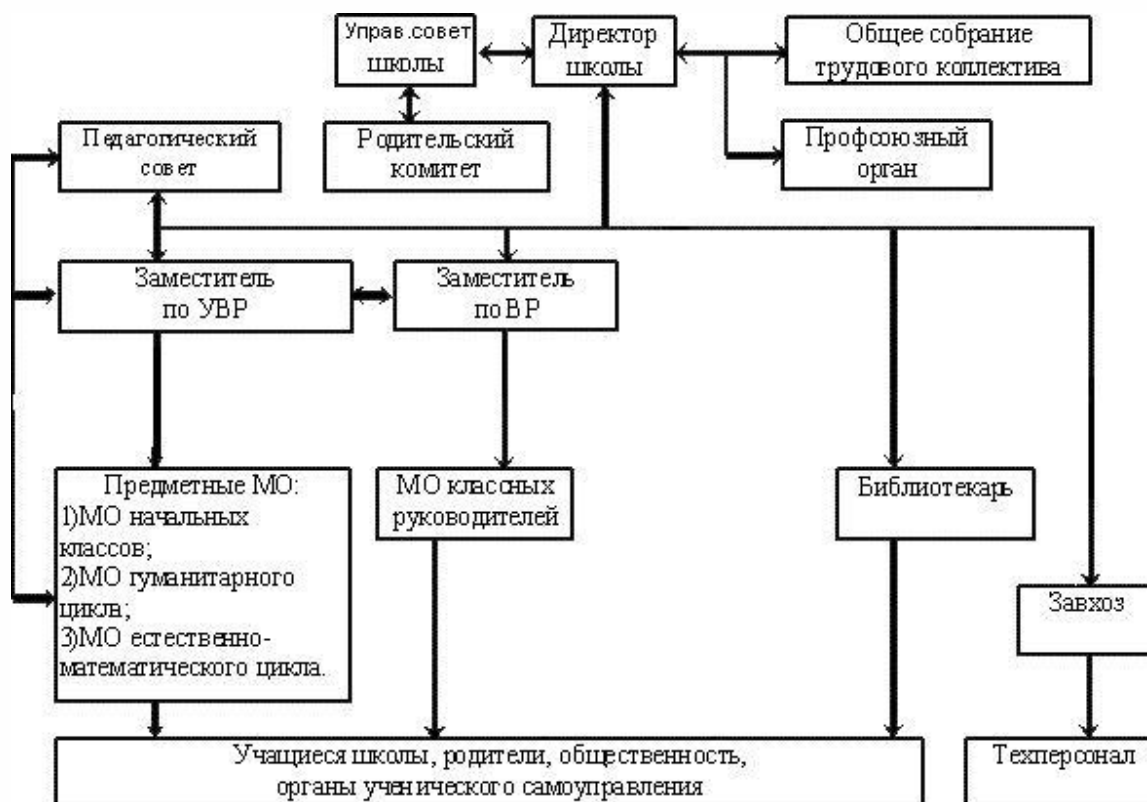 Управ.совет
школы
Директор
школы
Общее собрание
трудового коллектива
Педагогический
совет
Родительский
комитет
Профсоюзный
орган
Заместитель
по УВР
Заместитель
по ВР
Предметные МО:
1)МО начальных
классов;
2)МО гуманитарного
цикла;
3)МО естественно-
математического цикла.
МО классных
руководителей
Библиотекарь
Завхоз
Учащиеся школы, родители, общественность,
органы ученического самоуправления
Техперсонал